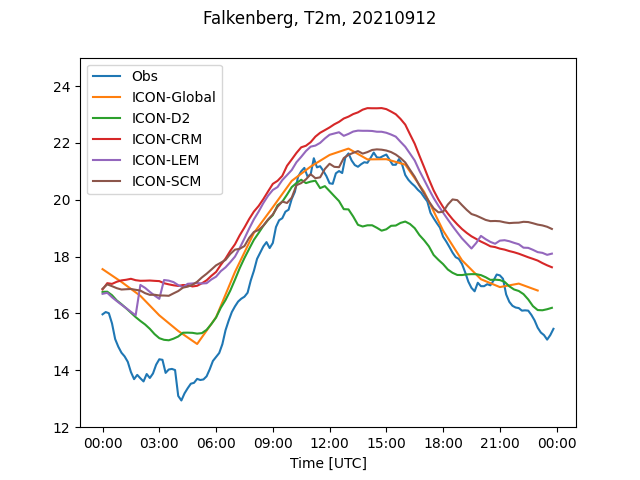 Falkenberg, T2m, 20210912
Obs
ICON-Global
ICON-D2
ICON-CRM
ICON-LEM
ICON-SCM
24
22
20
18
16
14
12
00:00 03:00 06:00 09:00 12:00 15:00 18:00 21:00 00:00
Time [UTC]